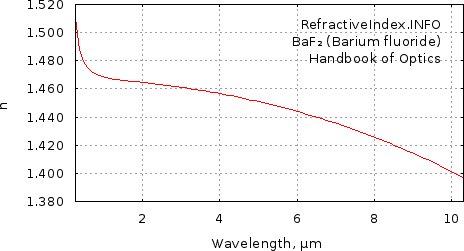 1.520
1.500
1.480
1.460
1.440
1.420
1.400
1.380
n
RefractiveIndex.INFO
BaF₂ (Barium fluoride)
Handbook of Optics
2 4 6 8 10
Wavelength, μm